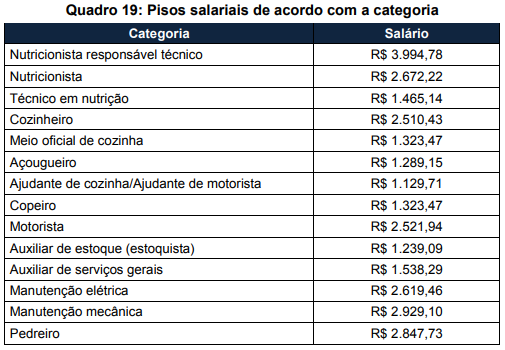 Quadro 19: Pisos salariais de acordo com a categoria
Categoria Salário
Nutricionista responsável técnico R$ 3.994,78
Nutricionista R$ 2.672,22
Técnico em nutrição R$ 1.465,14
Cozinheiro R$ 2.510,43
Meio oficial de cozinha R$ 1.323,47
Açougueiro R$ 1.289,15
Ajudante de cozinha/Ajudante de motorista R$ 1.129,71
Copeiro R$ 1.323,47
Motorista R$ 2.521,94
Auxiliar de estoque (estoquista) R$ 1.239,09
Auxiliar de serviços gerais R$ 1.538,29
Manutenção elétrica R$ 2.619,46
Manutenção mecânica R$ 2.929,10
Pedreiro R$ 2.847,73